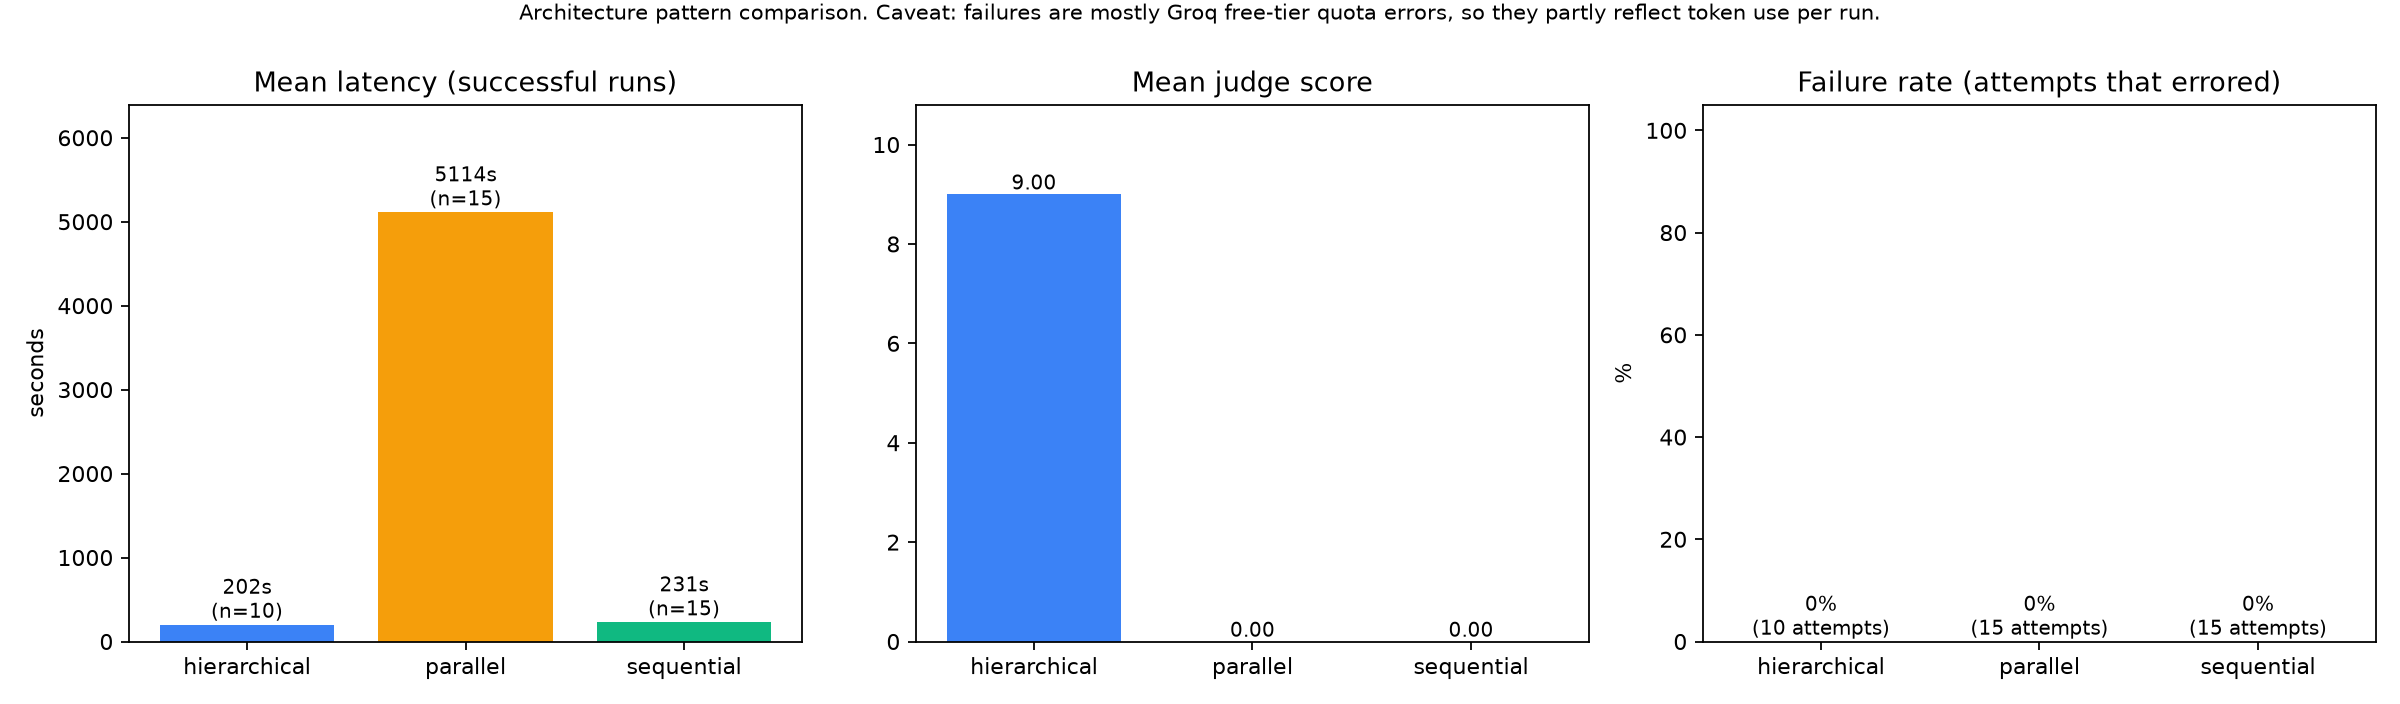 Architecture pattern comparison. Caveat: failures are mostly Groq free-tier quota errors, so they partly reflect token use per run.
Mean latency (successful runs)
seconds
6000
5000
4000
3000
2000
1000
0
202s
(n=10)
5114s
(n=15)
231s
(n=15)
hierarchical
parallel
sequential
Mean judge score
10
8
6
4
2
0
9.00
0.00
0.00
hierarchical
parallel
sequential
Failure rate (attempts that errored)
%
100
80
60
40
20
0
0%
(10 attempts)
0%
(15 attempts)
0%
(15 attempts)
hierarchical
parallel
sequential